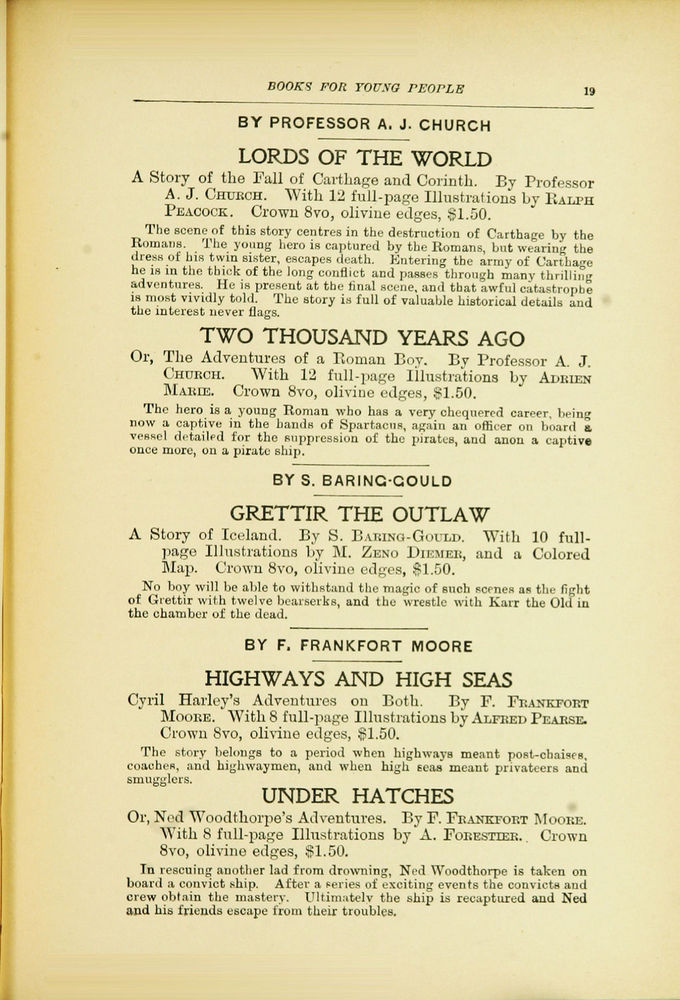 BOOKS FOR YOUNG PEOPLE 19
BY PROFESSOR A. J. CHURCH
LORDS OF THE WORLD
A Story of the Fall of Carthage and Corinth. By Professor
A. J. CHURCH. With 12 full-page Illustrations by RALPH
PEACOCK. Crown 8vo, olivine edges, $1.50.
The scene of this story centres in the destruction of Carthage by the
Romans. The young hero is captured by the Romans, but wearing the
dress of his twin sister, escapes death. Entering the army of Carthage
he is in the thick of the long conflict and passes through many thrilling
adventures. He is present at the final scene, and that awful catastrophe
is most vividly told. The story is full of valuable historical details and
the interest never flags.
TWO THOUSAND YEARS AGO
Or, The Adventures of a Roman Boy. By Professor A. J.
CHURCH. With 12 full-page Illustrations by ADRIEN
MARIE. Crown 8vo, olivine edges, $1.50.
The hero is a young Roman who has a very chequered career, being
now a captive in the hands of Spartacus, again an officer on board a
vessel detailed for the suppression of the pirates, and anon a captive
once more, on a pirate ship.
BY S. BARING-GOULD
GRETTIR THE OUTLAW
A Story of Iceland. By S. BARING-GOULD. With 10 full-
page Illustrations by M. ZENO DIEMER, and a Colored
Map. Crown 8vo, olivine edges, $1.50.
No boy will be able to withstand the magic of such scenes as the fight
of Grettir with twelve bearserks, and the wrestle with Karr the Old in
the chamber of the dead.
BY F. FRANKFORT MOORE
HIGHWAYS AND HIGH SEAS
Cyril Harley's Adventures on Both. By F. FRANKFORT
MOORE. With 8 full-page Illustrations by ALFRED PEARSE.
Crown 8vo, olivine edges, $1.50.
The story belongs to a period when highways meant post-chaises,
coaches, and highwaymen, and when high seas meant privateers and
smugglers.
UNDER HATCHES
Or, Ned Woodthorpe's Adventures. By F. FRANKFORT MOORE.
With 8 full-page Illustrations by A. FORESTIER. Crown
8vo, olivine edges, $1.50.
In rescuing another lad from drowning, Ned Woodthorpe is taken on
board a convict ship. After a series of exciting events the convicts and
crew obtain the mastery. Ultimately the ship is recaptured and Ned
and his friends escape from their troubles.